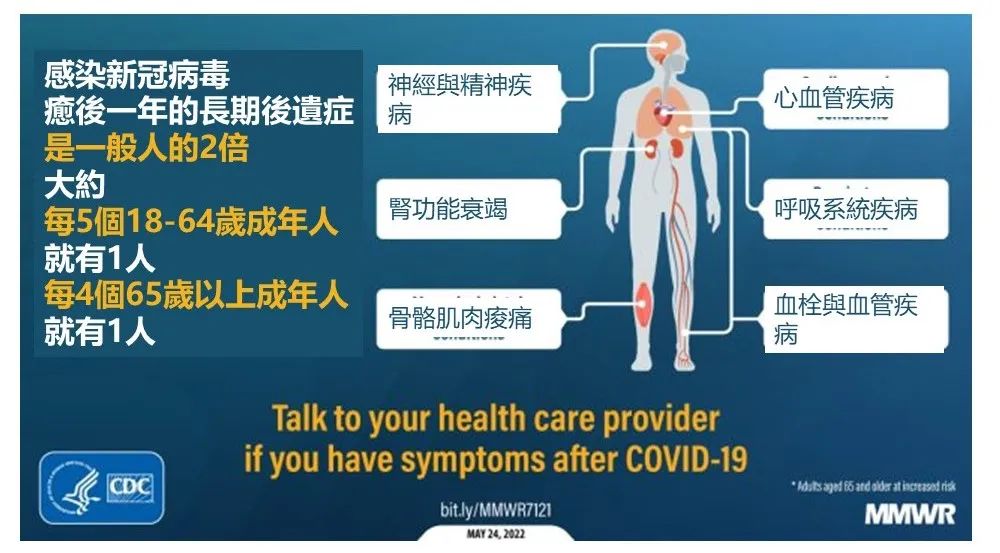 感染新冠病毒
癒後一年的長期後遺症
是一般人的2倍
大約
每5個18-64歲成年人
就有1人
每4個65歲以上成年人
就有1人
神經與精神疾
病
腎功能衰竭
骨骼肌肉痠痛
心血管疾病
呼吸系統疾病
血栓與血管疾
病
Talk to your health care provider
if you have symptoms after COVID-19
CDC
bit.ly/MMWR7121
MAY 24, 2022
* Adults aged 65 and older at increased risk
MMWR